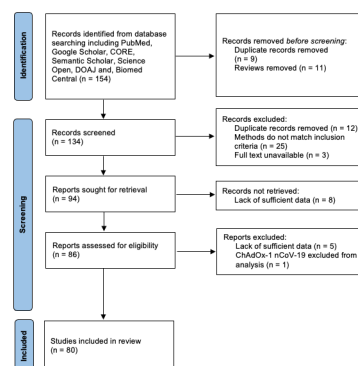 Identification
Records identified from database
searching including PubMed,
Google Scholar, CORE,
Semantic Scholar, Science
Open, DOAJ and, Biomed
Central (n = 154)
Records removed before screening:
Duplicate records removed
(n = 9)
Reviews removed (n = 11)
Screening
Records screened
(n = 134)
Records excluded:
Duplicate records removed (n = 12)
Methods do not match inclusion
criteria (n = 25)
Full text unavailable (n = 3)
Reports sought for retrieval
(n = 94)
Records not retrieved:
Lack of sufficient data (n = 8)
Reports assessed for eligibility
(n = 86)
Reports excluded:
Lack of sufficient data (n = 5)
ChAdOx-1 nCoV-19 excluded from
analysis (n = 1)
Included
Studies included in review
(n = 80)